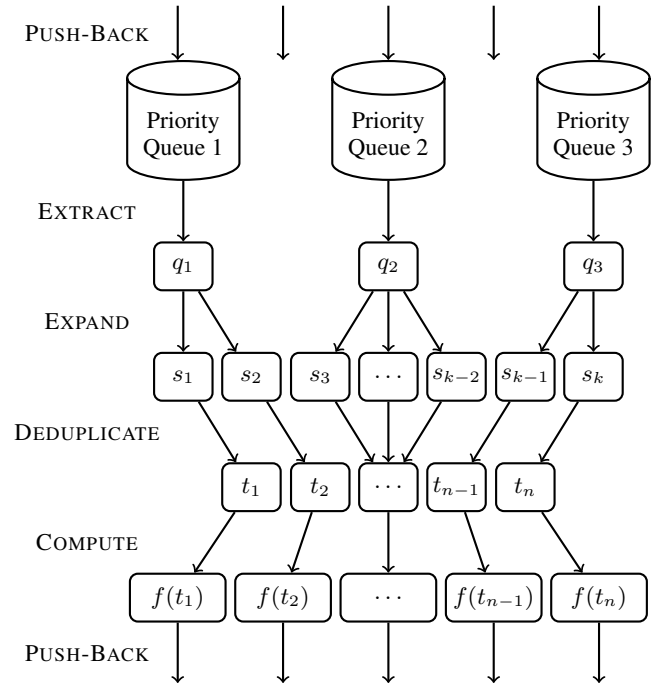 PUSH-BACK
Priority Queue 1
Priority Queue 2
Priority Queue 3
EXTRACT
q₁ q₂ q₃
EXPAND
s₁ s₂ s₃ ⋯ sₖ₋₂ sₖ₋₁ sₖ
DEDUPLICATE
t₁ t₂ ⋯ tₙ₋₁ tₙ
COMPUTE
f(t₁) f(t₂) ⋯ f(tₙ₋₁) f(tₙ)
PUSH-BACK